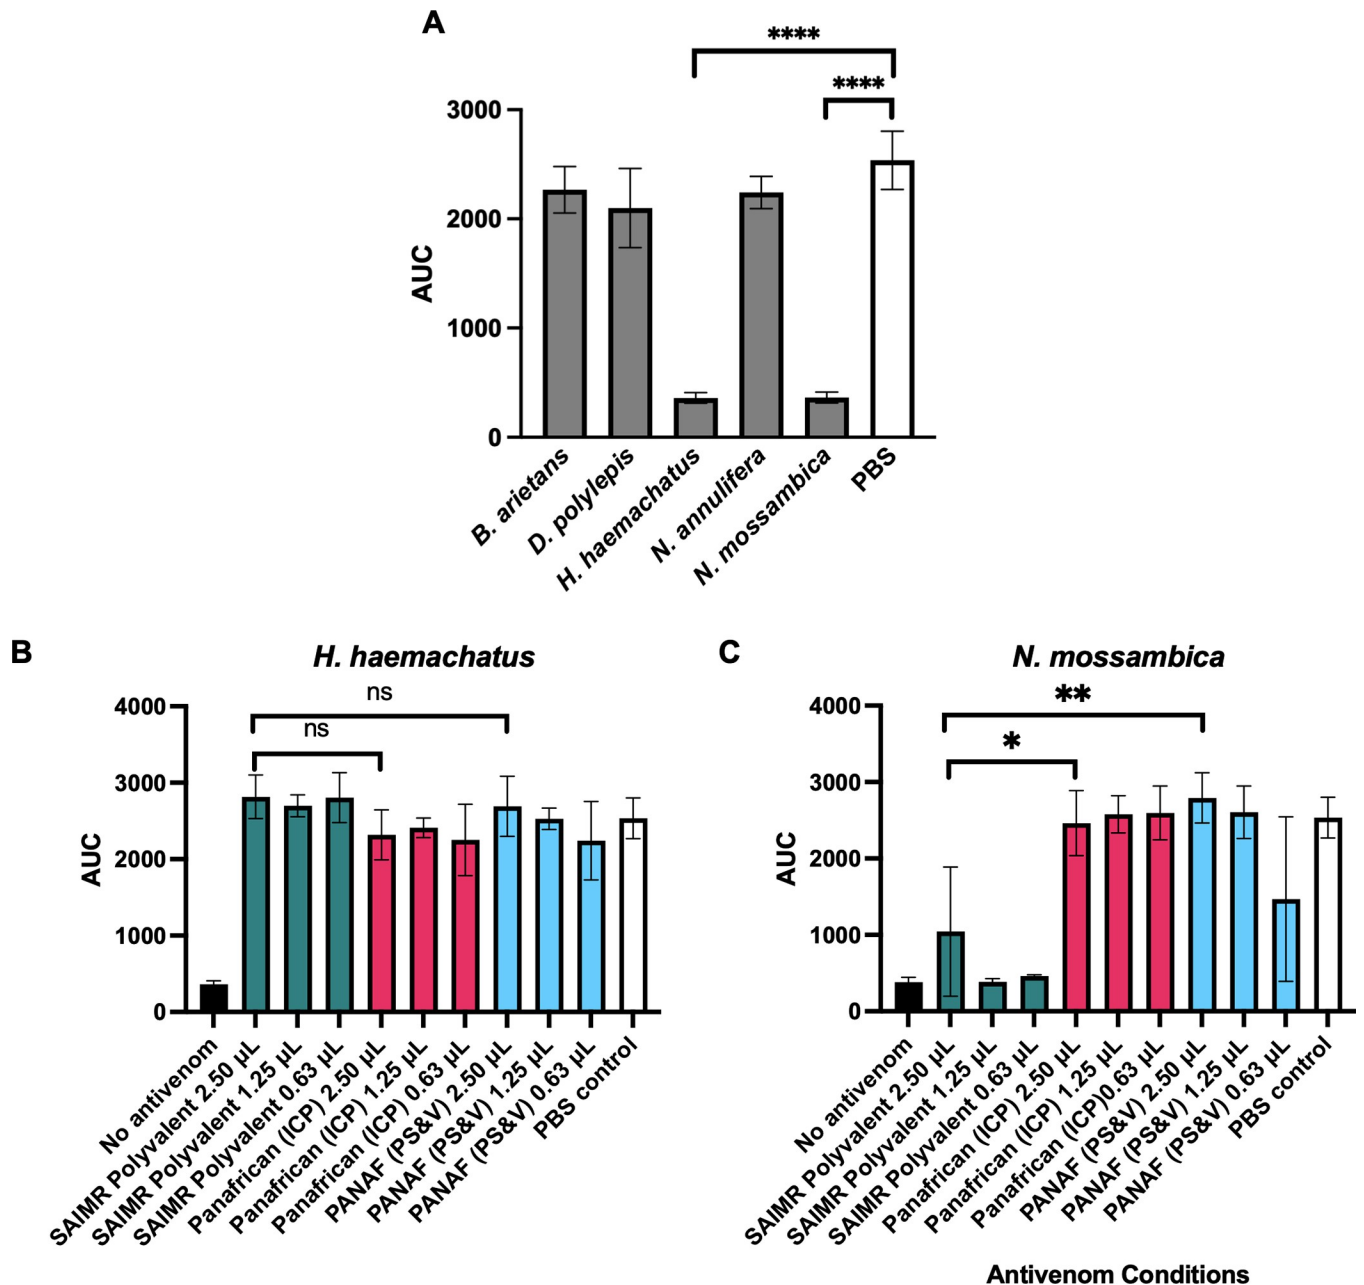 A
****
****
3000
2000
1000
0
AUC
B. arietans
D. polylepis
H. haemachatus
N. annulifera
N. mossambica
PBS
B
H. haemachatus
ns
ns
4000
3000
2000
1000
0
AUC
No antivenom
SAIMR Polyvalent 2.50 µL
SAIMR Polyvalent 1.25 µL
SAIMR Polyvalent 0.63 µL
Panafrican (ICP) 2.50 µL
Panafrican (ICP) 1.25 µL
Panafrican (ICP) 0.63 µL
PANAF (PS&V) 2.50 µL
PANAF (PS&V) 1.25 µL
PANAF (PS&V) 0.63 µL
PBS control
C
N. mossambica
**
*
4000
3000
2000
1000
0
AUC
No antivenom
SAIMR Polyvalent 2.50 µL
SAIMR Polyvalent 1.25 µL
SAIMR Polyvalent 0.63 µL
Panafrican (ICP) 2.50 µL
Panafrican (ICP) 1.25 µL
Panafrican (ICP)0.63 µL
PANAF (PS&V) 2.50 µL
PANAF (PS&V) 1.25 µL
PANAF (PS&V) 0.63 µL
PBS control
Antivenom Conditions